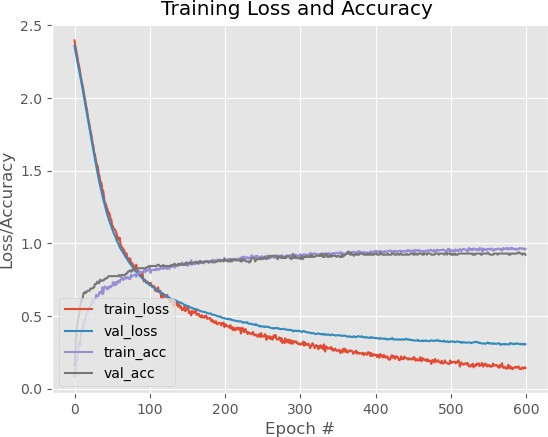 Training Loss and Accuracy
Loss/Accuracy
2.5
2.0
1.5
1.0
0.5
0.0
train_loss
val_loss
train_acc
val_acc
0 100 200 300 400 500 600
Epoch #